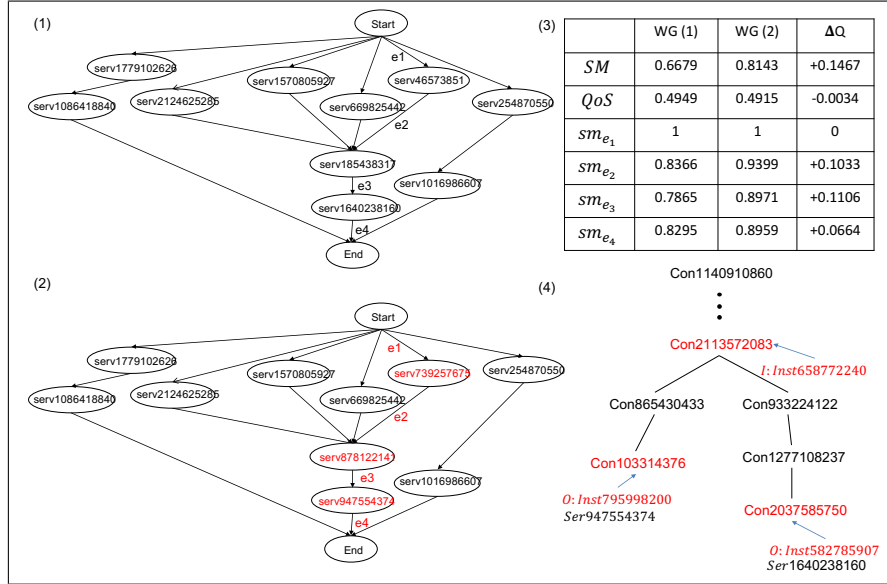 (1)
Start
e1
serv1779102626
serv1570805927
serv46573851
serv1086418840
serv2124625285
serv669825442
serv254870550
e2
serv185438317
e3
serv1016986607
serv1640238160
e4
End
(2)
Start
e1
serv1779102626
serv1570805927
serv739257675
serv254870550
serv1086418840
serv2124625285
serv669825442
e2
serv878122141
e3
serv1016986607
serv947554374
e4
End
(3)
WG (1) WG (2) ΔQ
SM 0.6679 0.8143 +0.1467
QoS 0.4949 0.4915 -0.0034
sm_e₁ 1 1 0
sm_e₂ 0.8366 0.9399 +0.1033
sm_e₃ 0.7865 0.8971 +0.1106
sm_e₄ 0.8295 0.8959 +0.0664
(4)
Con1140910860
Con2113572083
I: Inst658772240
Con865430433
Con933224122
Con103314376
Con1277108237
O: Inst795998200
Ser947554374
Con2037585750
O: Inst582785907
Ser1640238160